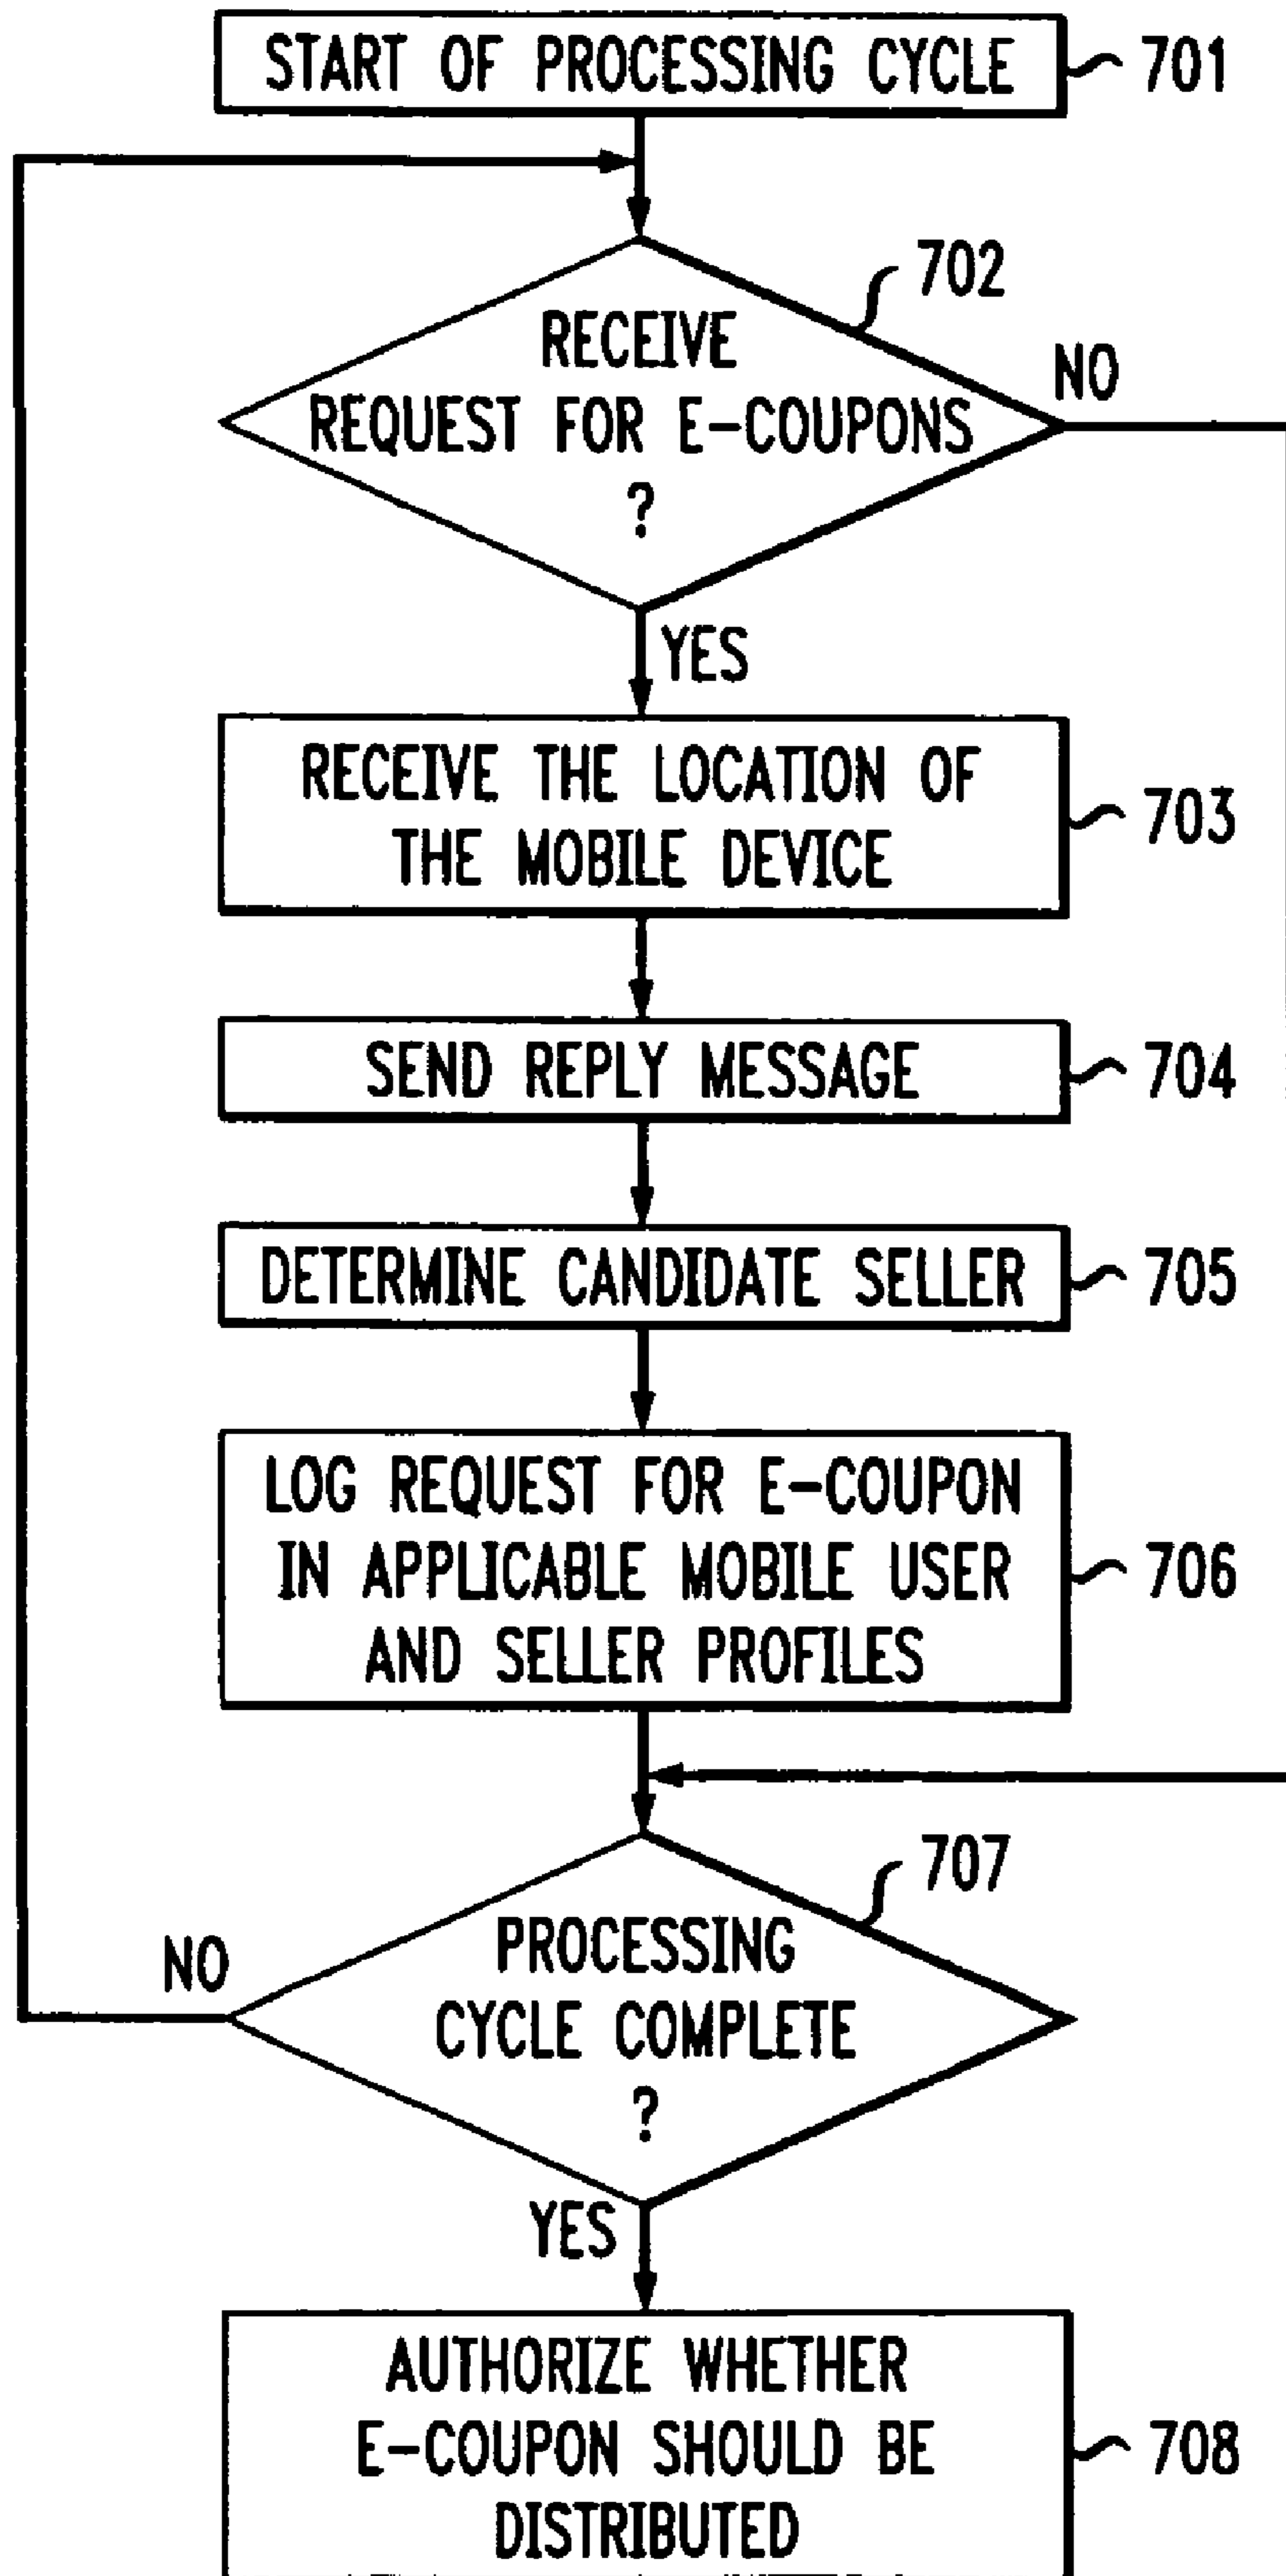 START OF PROCESSING CYCLE
701
702
RECEIVE
REQUEST FOR E-COUPONS
?
NO
YES
RECEIVE THE LOCATION OF
THE MOBILE DEVICE
703
SEND REPLY MESSAGE
704
DETERMINE CANDIDATE SELLER
705
LOG REQUEST FOR E-COUPON
IN APPLICABLE MOBILE USER
AND SELLER PROFILES
706
707
PROCESSING
CYCLE COMPLETE
?
NO
YES
AUTHORIZE WHETHER
E-COUPON SHOULD BE
DISTRIBUTED
708